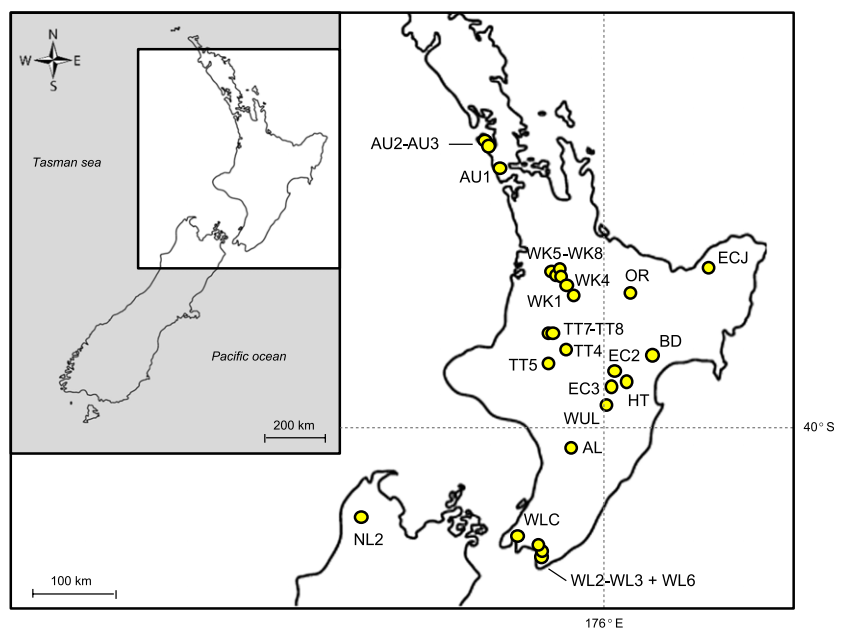 N
W E
S
Tasman sea
Pacific ocean
200 km
AU2-AU3
AU1
WK5-WK8
WK4
WK1
OR
ECJ
TT7-TT8
TT4
TT5
EC2
BD
EC3
HT
WUL
40° S
AL
WLC
NL2
WL2-WL3 + WL6
100 km
176° E